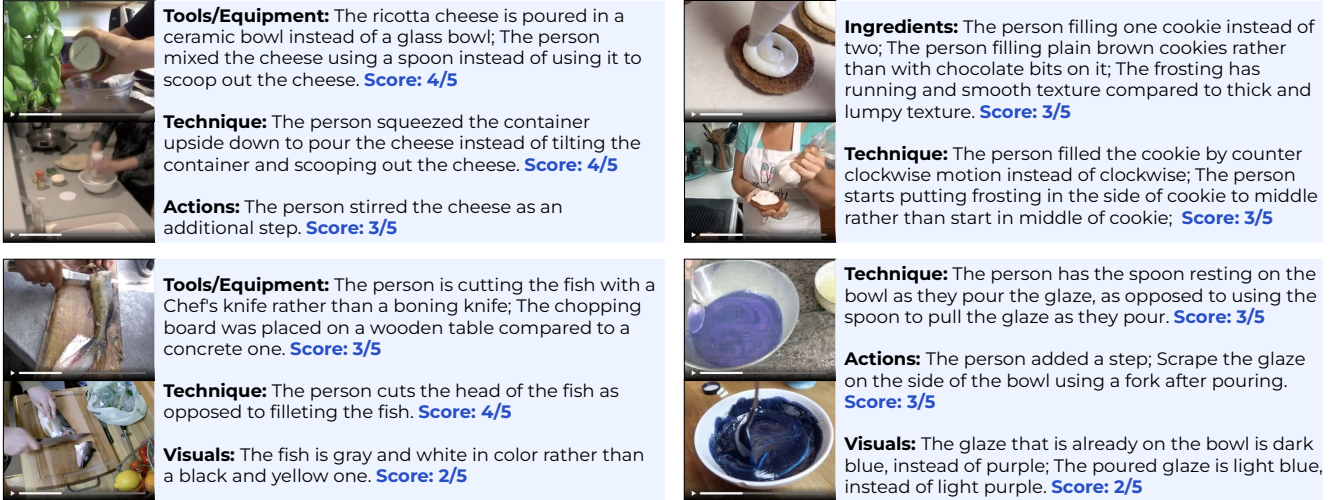 Tools/Equipment: The ricotta cheese is poured in a
ceramic bowl instead of a glass bowl; The person
mixed the cheese using a spoon instead of using it to
scoop out the cheese. Score: 4/5
Technique: The person squeezed the container
upside down to pour the cheese instead of tilting the
container and scooping out the cheese. Score: 4/5
Actions: The person stirred the cheese as an
additional step. Score: 3/5
Ingredients: The person filling one cookie instead of
two; The person filling plain brown cookies rather
than with chocolate bits on it; The frosting has
running and smooth texture compared to thick and
lumpy texture. Score: 3/5
Technique: The person filled the cookie by counter
clockwise motion instead of clockwise; The person
starts putting frosting in the side of cookie to middle
rather than start in middle of cookie; Score: 3/5
Tools/Equipment: The person is cutting the fish with a
Chef's knife rather than a boning knife; The chopping
board was placed on a wooden table compared to a
concrete one. Score: 3/5
Technique: The person cuts the head of the fish as
opposed to filleting the fish. Score: 4/5
Visuals: The fish is gray and white in color rather than
a black and yellow one. Score: 2/5
Technique: The person has the spoon resting on the
bowl as they pour the glaze, as opposed to using the
spoon to pull the glaze as they pour. Score: 3/5
Actions: The person added a step; Scrape the glaze
on the side of the bowl using a fork after pouring.
Score: 3/5
Visuals: The glaze that is already on the bowl is dark
blue, instead of purple; The poured glaze is light blue,
instead of light purple. Score: 2/5